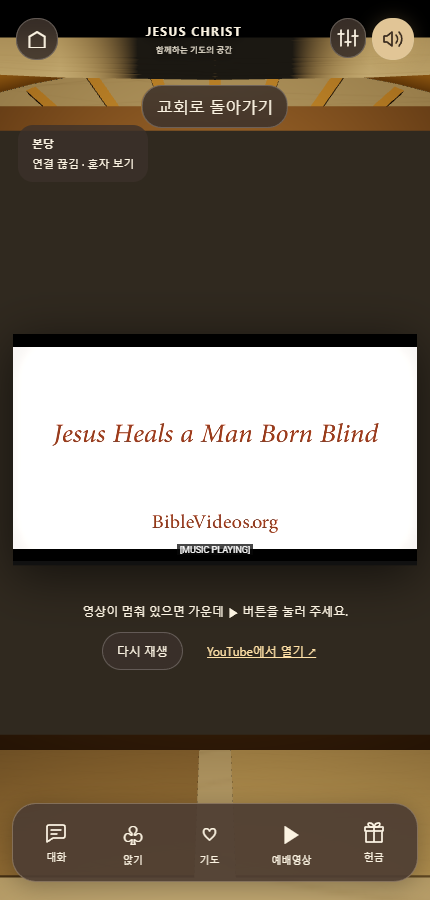 JESUS CHRIST
함께하는 기도의 공간
교회로 돌아가기
본당
연결 끊김 · 혼자 보기
Jesus Heals a Man Born Blind
BibleVideos.org
[MUSIC PLAYING]
영상이 멈춰 있으면 가운데 ▶ 버튼을 눌러 주세요.
다시 재생
YouTube에서 열기 ↗
대화
앉기
기도
예배영상
헌금